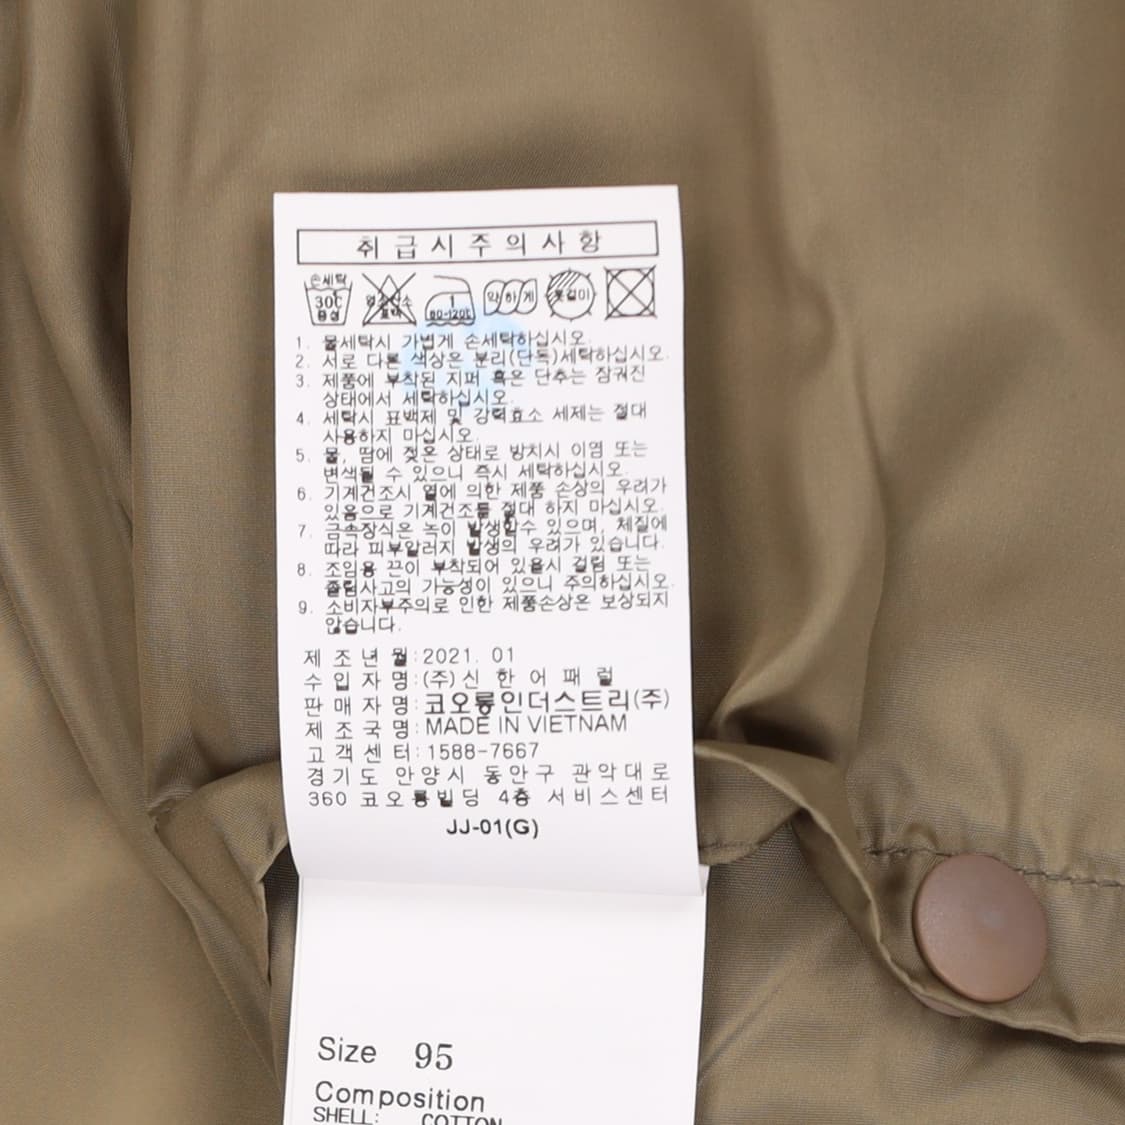 취급시주의사항
손세탁
30℃
중성
염소산소
표백
1
80-120℃
약하게
옷걸이
1. 물세탁시 가볍게 손세탁하십시오.
2. 서로 다른 색상은 분리(단독)세탁하십시오.
3. 제품에 부착된 지퍼 혹은 단추는 잠궈진
상태에서 세탁하십시오.
4. 세탁시 표백제 및 강력효소 세제는 절대
사용하지 마십시오.
5. 물, 땀에 젖은 상태로 방치시 이염 또는
변색될 수 있으니 즉시 세탁하십시오.
6. 기계건조시 열에 의한 제품 손상의 우려가
있음으로 기계건조를 절대 하지 마십시오.
7. 금속장식은 녹이 발생할수 있으며, 체질에
따라 피부알러지 발생의 우려가 있습니다.
8. 조임용 끈이 부착되어 있을시 걸림 또는
졸림사고의 가능성이 있으니 주의하십시오.
9. 소비자부주의로 인한 제품손상은 보상되지
않습니다.
제조년월:2021. 01
수입자명:(주)신한어패럴
판매자명:코오롱인더스트리(주)
제조국명:MADE IN VIETNAM
고객센터:1588-7667
경기도 안양시 동안구 관악대로
360 코오롱빌딩 4층 서비스센터
JJ-01(G)
Size 95
Composition
SHELL: COTTON